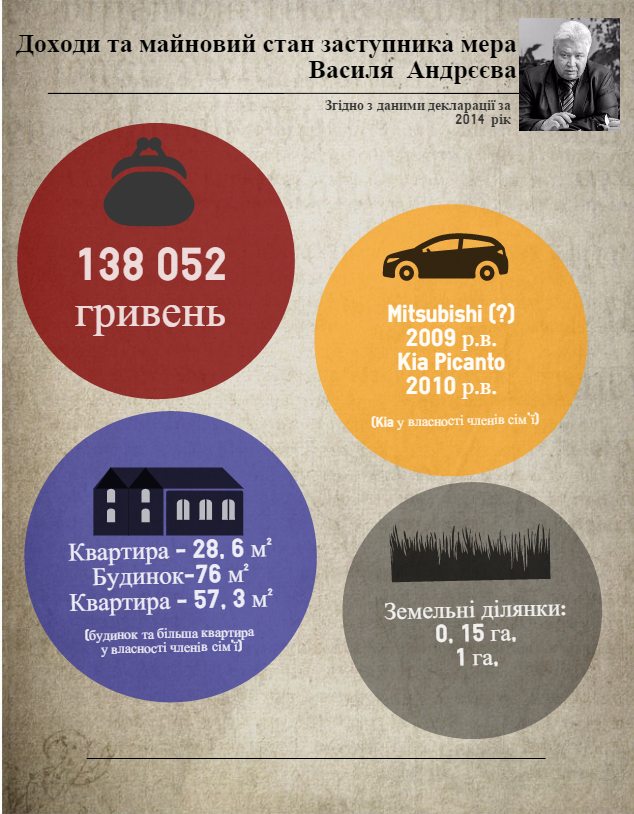 Доходи та майновий стан заступника мера
Василя Андрєєва
Згідно з даними декларації за
2014 рік
138 052
гривень
Mitsubishi (?)
2009 р.в.
Kia Picanto
2010 р.в.
(Kia у власності членів сім'ї)
Квартира - 28, 6 м²
Будинок-76 м²
Квартира - 57, 3 м²
(будинок та більша квартира
у власності членів сім'ї)
Земельні ділянки:
0, 15 га,
1 га,